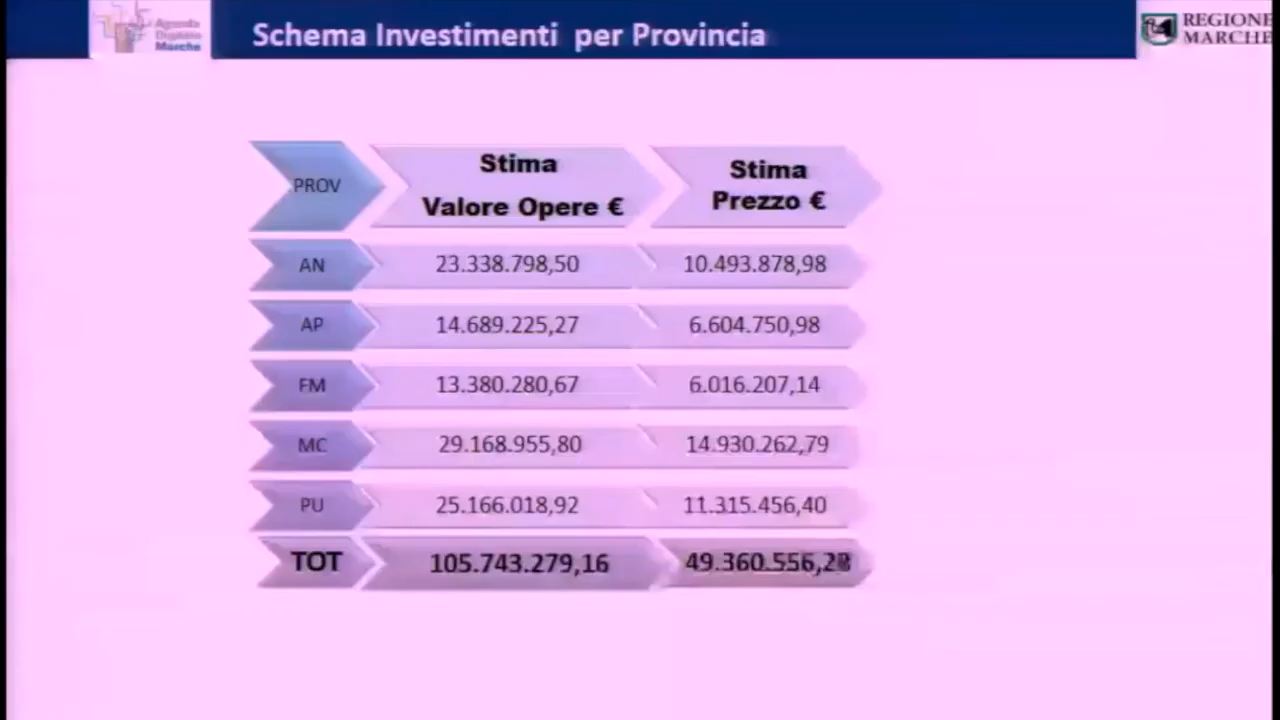 Agenda
Digitale
Marche
Schema Investimenti per Provincia
REGIONE
MARCHE
PROV
Stima
Valore Opere €
Stima
Prezzo €
AN 23.338.798,50 10.493.878,98
AP 14.689.225,27 6.604.750,98
FM 13.380.280,67 6.016.207,14
MC 29.168.955,80 14.930.262,79
PU 25.166.018,92 11.315.456,40
TOT 105.743.279,16 49.360.556,28